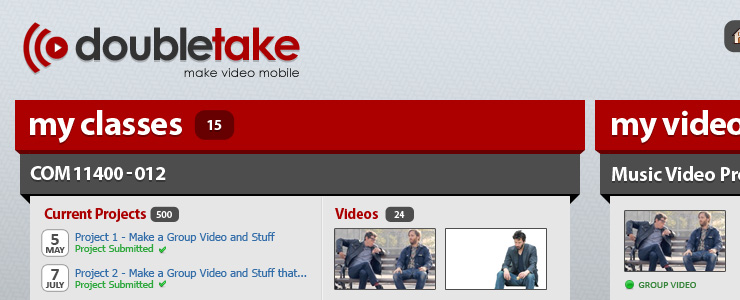 doubletake
make video mobile
my classes 15
COM 11400 - 012
Current Projects 500
5 MAY
Project 1 - Make a Group Video and Stuff
Project Submitted
7 JULY
Project 2 - Make a Group Video and Stuff that...
Project Submitted
Videos 24
my video
Music Video Pr
GROUP VIDEO